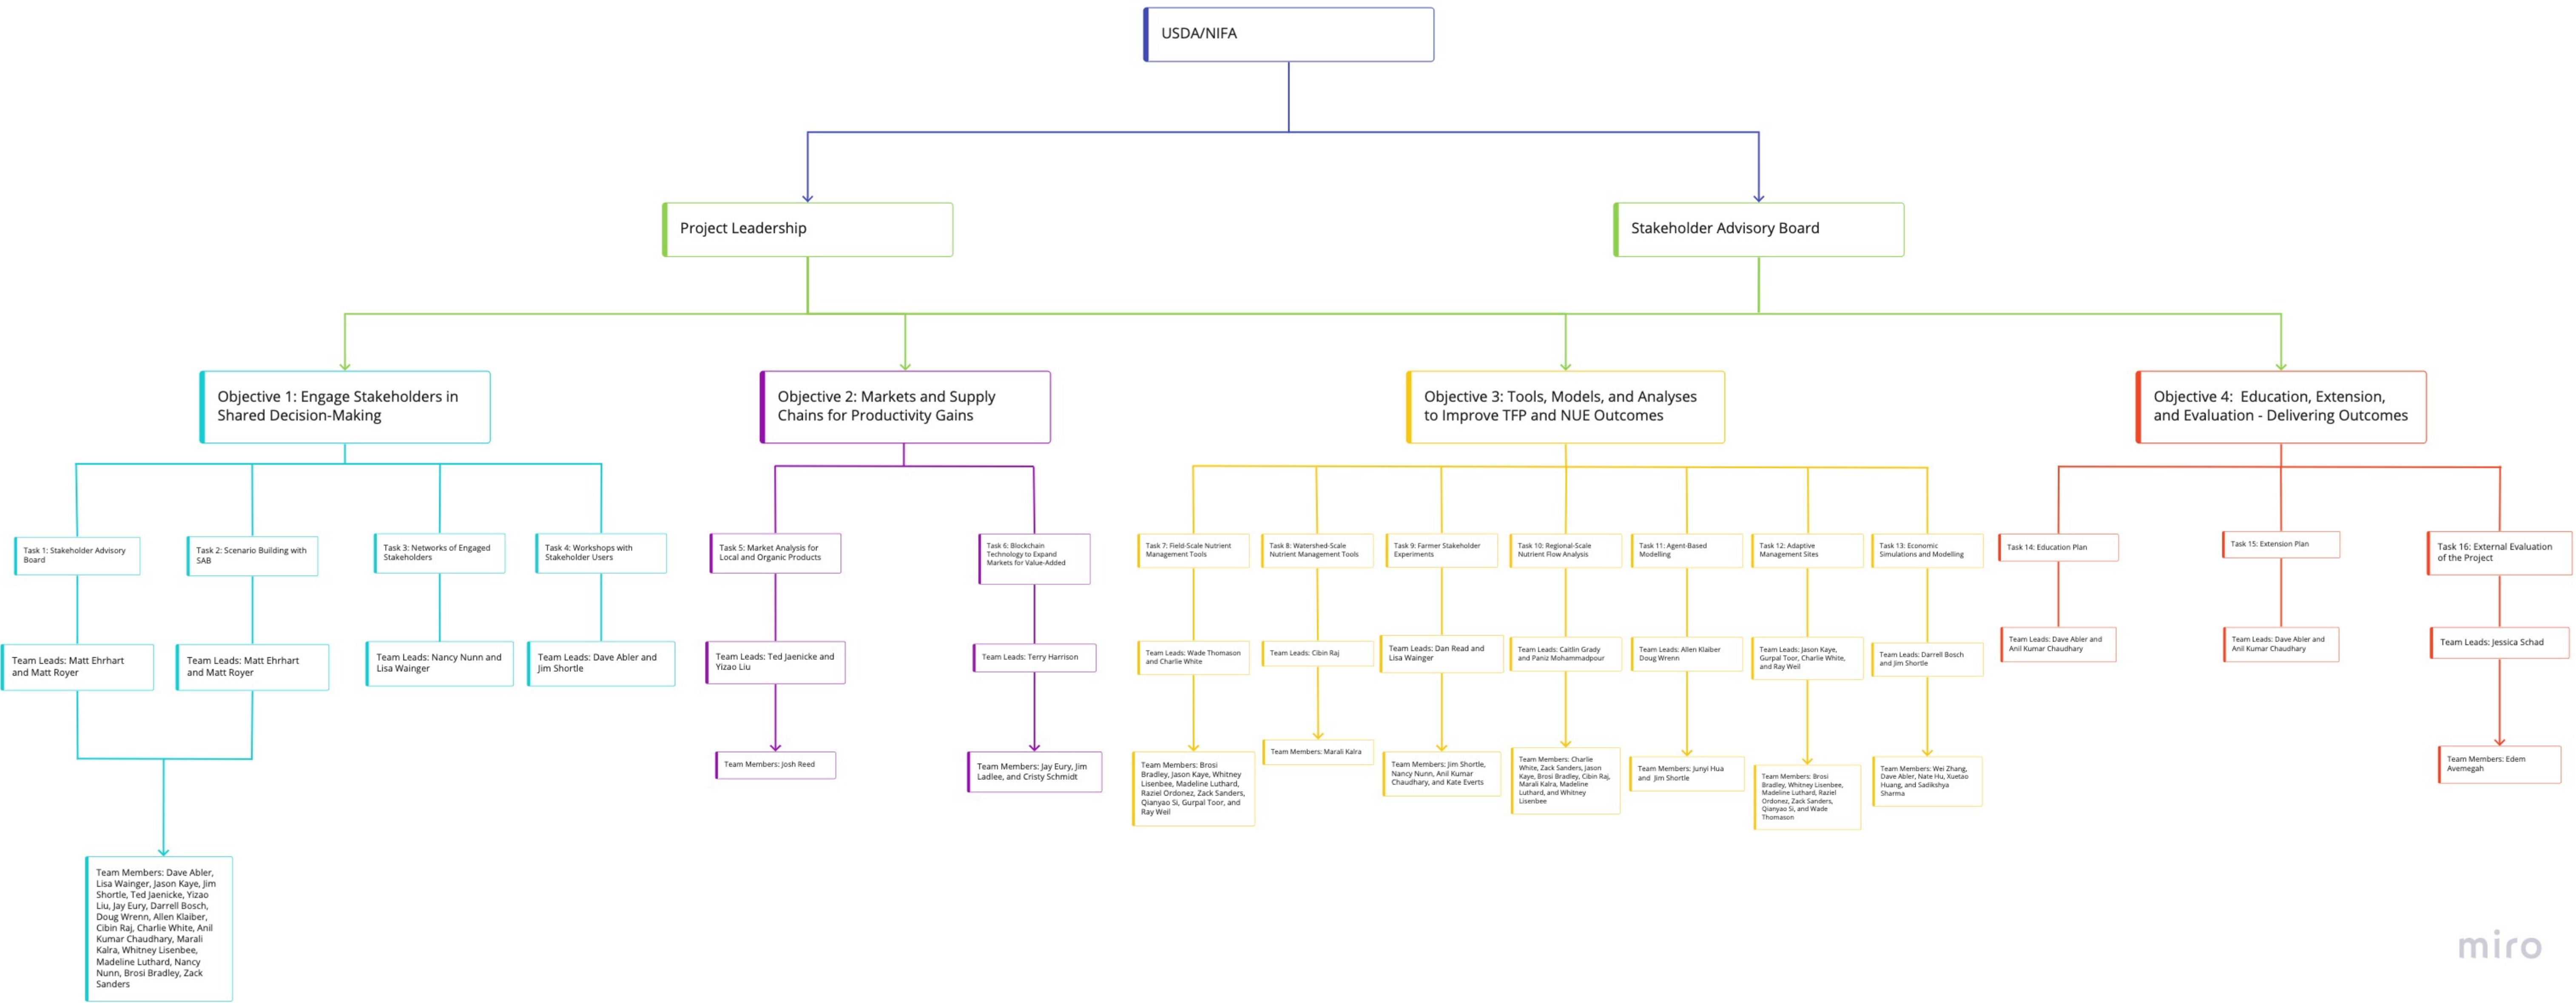 USDA/NIFA
Project Leadership
Stakeholder Advisory Board
Objective 1: Engage Stakeholders in
Shared Decision-Making
Objective 2: Markets and Supply
Chains for Productivity Gains
Objective 3: Tools, Models, and Analyses
to Improve TFP and NUE Outcomes
Objective 4: Education, Extension,
and Evaluation - Delivering Outcomes
Task 1: Stakeholder Advisory
Board
Task 2: Scenario Building with
SAB
Task 3: Networks of Engaged
Stakeholders
Task 4: Workshops with
Stakeholder Users
Task 5: Market Analysis for
Local and Organic Products
Task 6: Blockchain
Technology to Expand
Markets for Value-Added
Task 7: Field-Scale Nutrient
Management Tools
Task 8: Watershed-Scale
Nutrient Management Tools
Task 9: Farmer Stakeholder
Experiments
Task 10: Regional-Scale
Nutrient Flow Analysis
Task 11: Agent-Based
Modelling
Task 12: Adaptive
Management Sites
Task 13: Economic
Simulations and Modelling
Task 14: Education Plan
Task 15: Extension Plan
Task 16: External Evaluation
of the Project
Team Leads: Matt Ehrhart
and Matt Royer
Team Leads: Matt Ehrhart
and Matt Royer
Team Leads: Nancy Nunn and
Lisa Wainger
Team Leads: Dave Abler and
Jim Shortle
Team Leads: Ted Jaenicke and
Yizao Liu
Team Leads: Terry Harrison
Team Leads: Wade Thomason
and Charlie White
Team Leads: Cibin Raj
Team Leads: Dan Read and
Lisa Wainger
Team Leads: Caitlin Grady
and Paniz Mohammadpour
Team Leads: Allen Klaiber
Doug Wrenn
Team Leads: Jason Kaye,
Gurpal Toor, Charlie White,
and Ray Weil
Team Leads: Darrell Bosch
and Jim Shortle
Team Leads: Dave Abler and
Anil Kumar Chaudhary
Team Leads: Dave Abler and
Anil Kumar Chaudhary
Team Leads: Jessica Schad
Team Members: Josh Reed
Team Members: Jay Eury, Jim
Ladlee, and Cristy Schmidt
Team Members: Brosi
Bradley, Jason Kaye, Whitney
Lisenbee, Madeline Luthard,
Raziel Ordonez, Zack Sanders,
Qianyao Si, Gurpal Toor, and
Ray Weil
Team Members: Marali Kalra
Team Members: Jim Shortle,
Nancy Nunn, Anil Kumar
Chaudhary, and Kate Everts
Team Members: Charlie
White, Zack Sanders, Jason
Kaye, Brosi Bradley, Cibin Raj,
Marali Kalra, Madeline
Luthard, and Whitney
Lisenbee
Team Members: Junyi Hua
and Jim Shortle
Team Members: Brosi
Bradley, Whitney Lisenbee,
Madeline Luthard, Raziel
Ordonez, Zack Sanders,
Qianyao Si, and Wade
Thomason
Team Members: Wei Zhang,
Dave Abler, Nate Hu, Xuetao
Huang, and Sadikshya
Sharma
Team Members: Edem
Avemegah
Team Members: Dave Abler,
Lisa Wainger, Jason Kaye, Jim
Shortle, Ted Jaenicke, Yizao
Liu, Jay Eury, Darrell Bosch,
Doug Wrenn, Allen Klaiber,
Cibin Raj, Charlie White, Anil
Kumar Chaudhary, Marali
Kalra, Whitney Lisenbee,
Madeline Luthard, Nancy
Nunn, Brosi Bradley, Zack
Sanders
miro